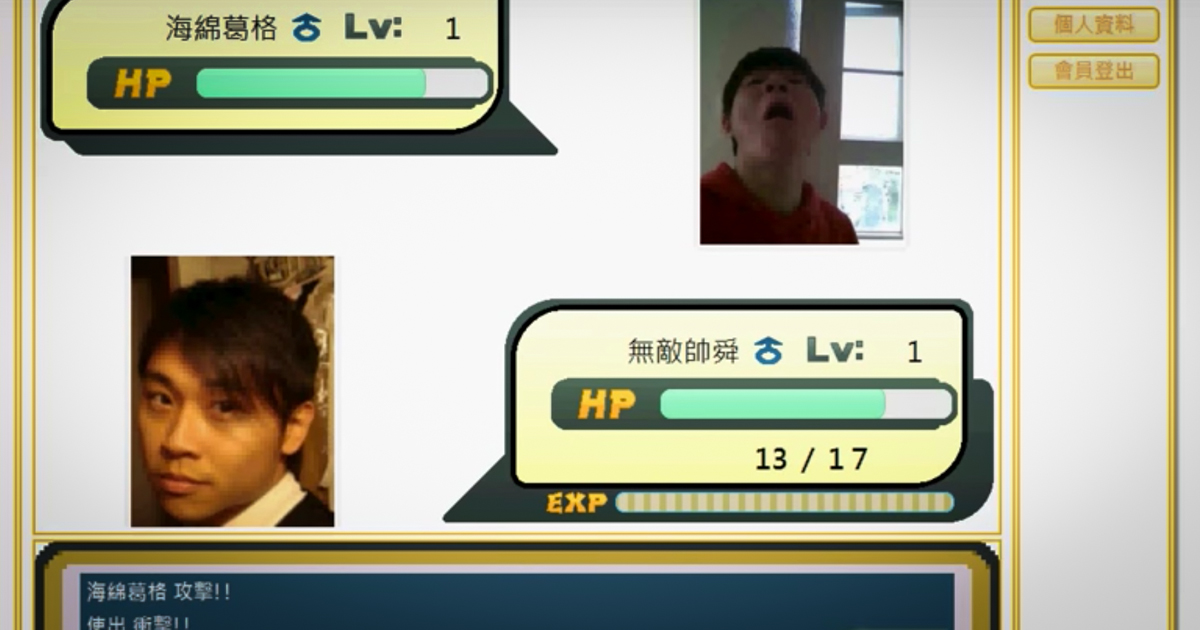 海綿葛格 Lv: 1
HP
個人資料
會員登出
無敵帥舜 Lv: 1
HP
13 / 17
EXP
海綿葛格 攻擊!!
使出 衝擊!!